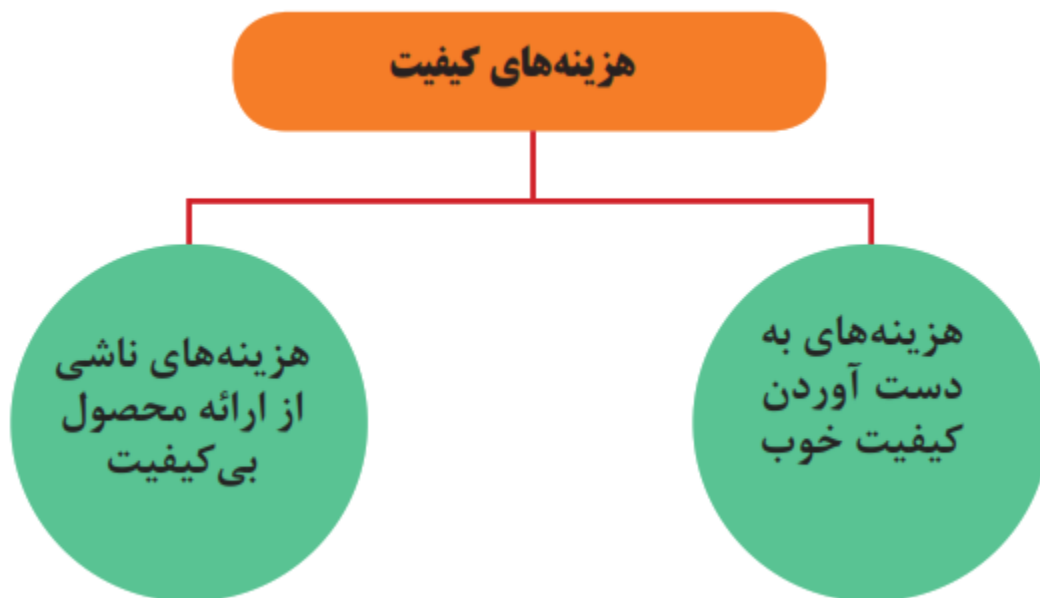 هزینه‌های کیفیت
هزینه‌های به
دست آوردن
کیفیت خوب
هزینه‌های ناشی
از ارائه محصول
بی‌کیفیت